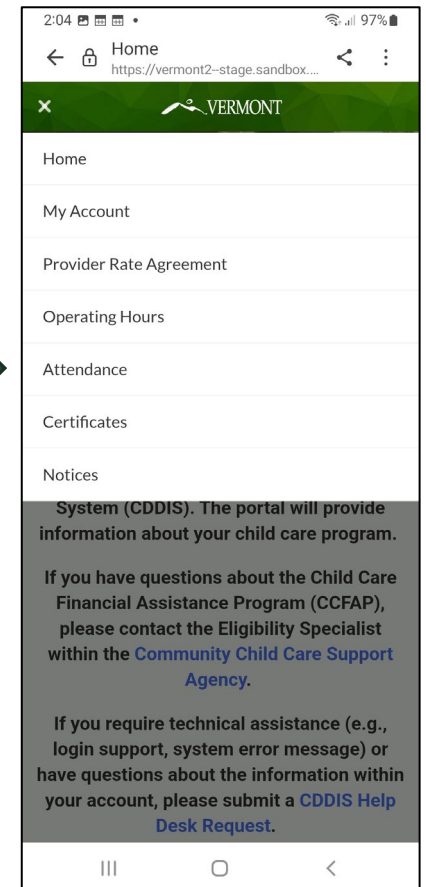 2:04 97%
Home
https://vermont2--stage.sandbox....
VERMONT
Home
My Account
Provider Rate Agreement
Operating Hours
Attendance
Certificates
Notices
System (CDDIS). The portal will provide
information about your child care program.
If you have questions about the Child Care
Financial Assistance Program (CCFAP),
please contact the Eligibility Specialist
within the Community Child Care Support
Agency.
If you require technical assistance (e.g.,
login support, system error message) or
have questions about the information within
your account, please submit a CDDIS Help
Desk Request.